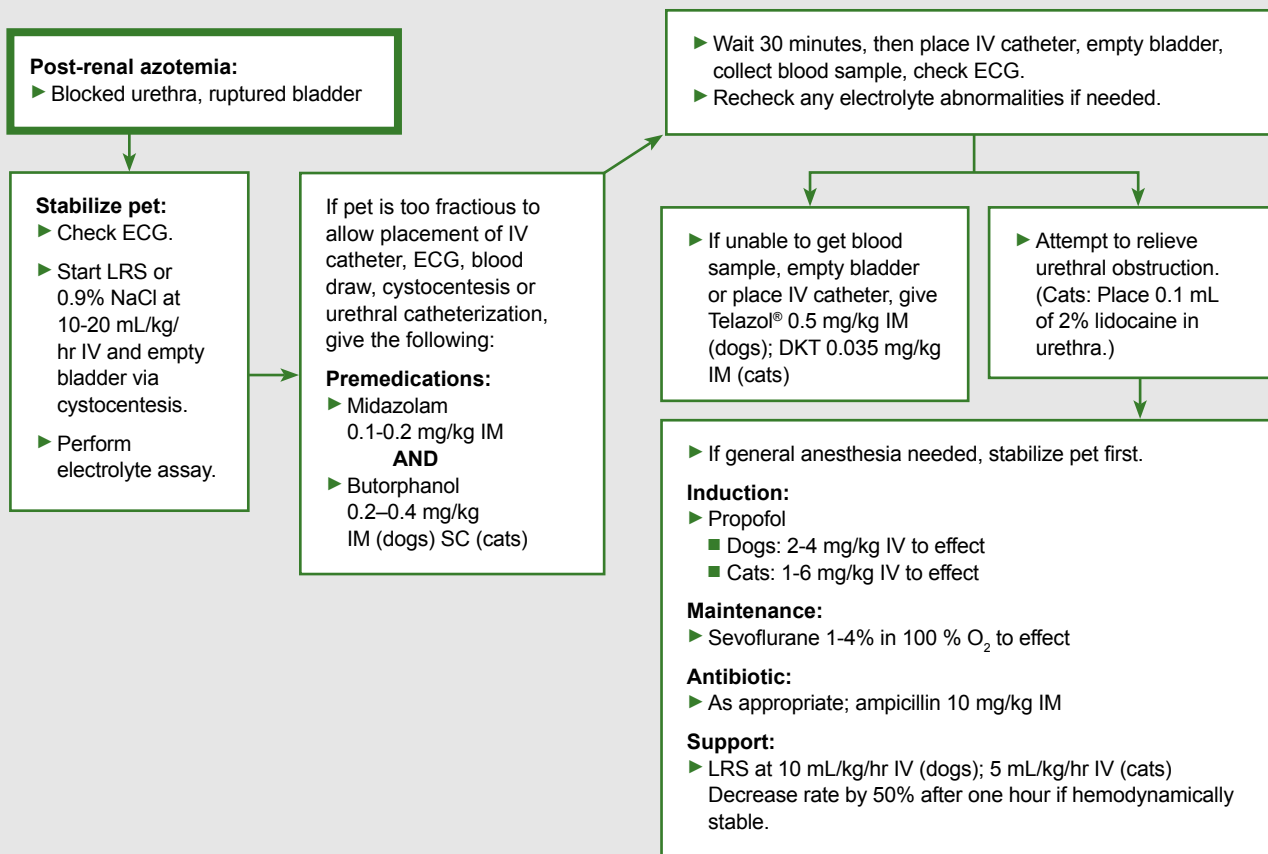 Post-renal azotemia:
▶ Blocked urethra, ruptured bladder
Stabilize pet:
▶ Check ECG.
▶ Start LRS or
0.9% NaCl at
10-20 mL/kg/
hr IV and empty
bladder via
cystocentesis.
▶ Perform
electrolyte assay.
If pet is too fractious to
allow placement of IV
catheter, ECG, blood
draw, cystocentesis or
urethral catheterization,
give the following:
Premedications:
▶ Midazolam
0.1-0.2 mg/kg IM
AND
▶ Butorphanol
0.2–0.4 mg/kg
IM (dogs) SC (cats)
▶ Wait 30 minutes, then place IV catheter, empty bladder,
collect blood sample, check ECG.
▶ Recheck any electrolyte abnormalities if needed.
▶ If unable to get blood
sample, empty bladder
or place IV catheter, give
Telazol® 0.5 mg/kg IM
(dogs); DKT 0.035 mg/kg
IM (cats)
▶ Attempt to relieve
urethral obstruction.
(Cats: Place 0.1 mL
of 2% lidocaine in
urethra.)
▶ If general anesthesia needed, stabilize pet first.
Induction:
▶ Propofol
■ Dogs: 2-4 mg/kg IV to effect
■ Cats: 1-6 mg/kg IV to effect
Maintenance:
▶ Sevoflurane 1-4% in 100 % O₂ to effect
Antibiotic:
▶ As appropriate; ampicillin 10 mg/kg IM
Support:
▶ LRS at 10 mL/kg/hr IV (dogs); 5 mL/kg/hr IV (cats)
Decrease rate by 50% after one hour if hemodynamically
stable.